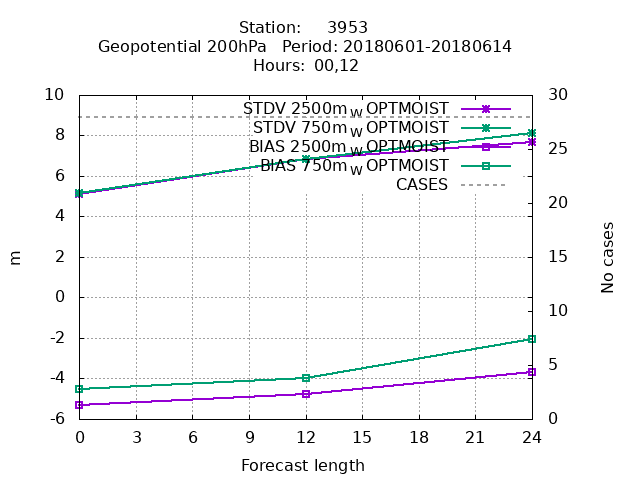 Station: 3953
Geopotential 200hPa Period: 20180601-20180614
Hours: 00,12
10
8
6
4
2
0
-2
-4
-6
m
STDV 2500m_W OPTMOIST
STDV 750m_W OPTMOIST
BIAS 2500m_W OPTMOIST
BIAS 750m_W OPTMOIST
CASES
30
25
20
15
10
5
0
No cases
0 3 6 9 12 15 18 21 24
Forecast length